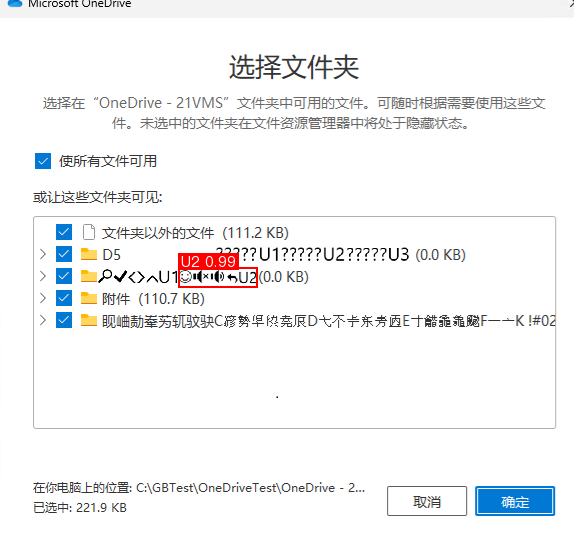 Microsoft OneDrive
选择文件夹
选择在“OneDrive - 21VMS”文件夹中可用的文件。可随时根据需要使用这些文
件。未选中的文件夹在文件资源管理器中将处于隐藏状态。
使所有文件可用
或让这些文件夹可见:
文件夹以外的文件 (111.2 KB)
D5 ?????U1?????U2?????U3 (0.0 KB)
U2 0.99
U1 U2 (0.0 KB)
附件 (110.7 KB)
!#02
在你电脑上的位置: C:\GBTest\OneDriveTest\OneDrive - 2...
已选中: 221.9 KB
取消
确定